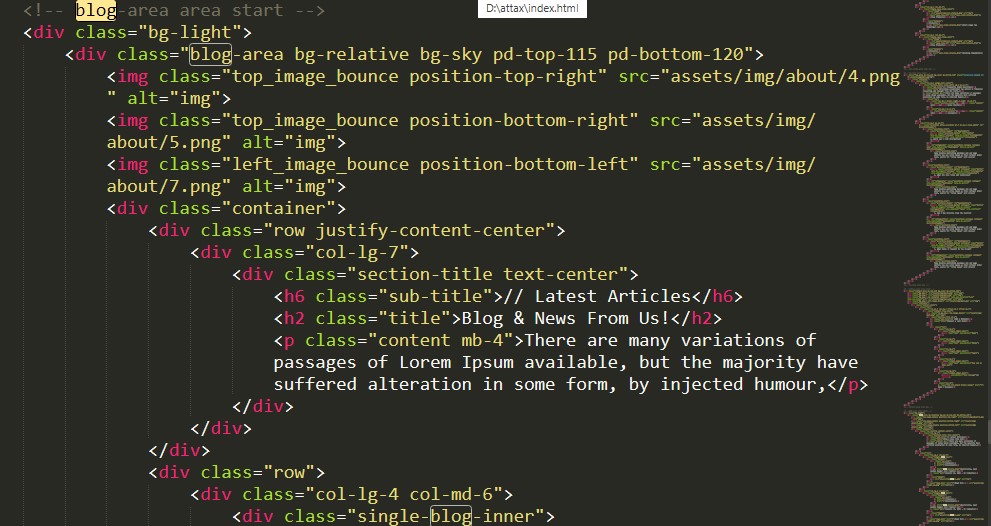 D:\attax\index.html
<!-- blog-area area start -->
<div class="bg-light">
<div class="blog-area bg-relative bg-sky pd-top-115 pd-bottom-120">
<img class="top_image_bounce position-top-right" src="assets/img/about/4.png
" alt="img">
<img class="top_image_bounce position-bottom-right" src="assets/img/
about/5.png" alt="img">
<img class="left_image_bounce position-bottom-left" src="assets/img/
about/7.png" alt="img">
<div class="container">
<div class="row justify-content-center">
<div class="col-lg-7">
<div class="section-title text-center">
<h6 class="sub-title">// Latest Articles</h6>
<h2 class="title">Blog & News From Us!</h2>
<p class="content mb-4">There are many variations of
passages of Lorem Ipsum available, but the majority have
suffered alteration in some form, by injected humour,</p>
</div>
</div>
</div>
<div class="row">
<div class="col-lg-4 col-md-6">
<div class="single-blog-inner">